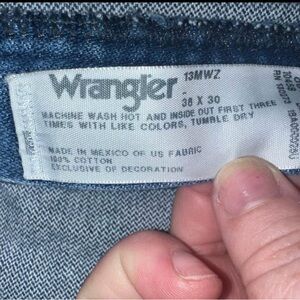 Wrangler 13MWZ
38 X 30
MACHINE WASH HOT AND INSIDE OUT FIRST THREE
TIMES WITH LIKE COLORS, TUMBLE DRY
MADE IN MEXICO OF US FABRIC
100% COTTON
EXCLUSIVE OF DECORATION